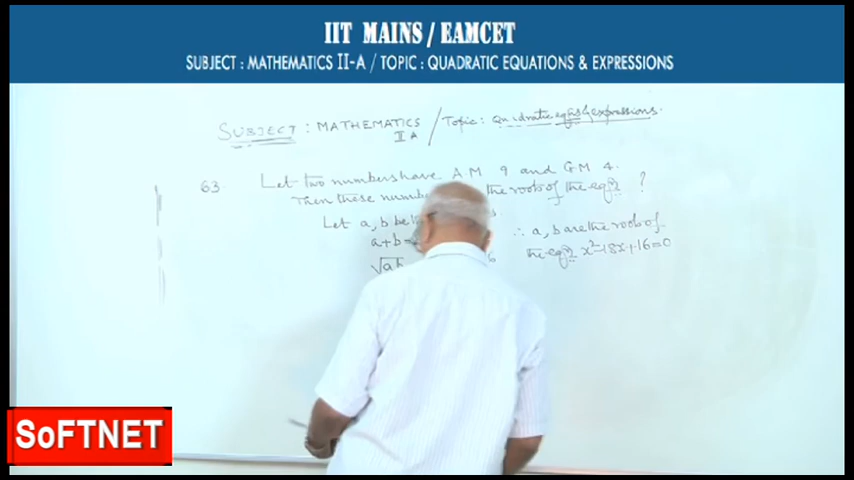 IIT MAINS / EAMCET
SUBJECT : MATHEMATICS II-A / TOPIC : QUADRATIC EQUATIONS & EXPRESSIONS
SUBJECT : MATHEMATICS II A / Topic : Quadratic eqns & expressions.
63. Let two numbers have A.M 9 and G.M 4.
Then these the roots of the eqn ?
Let a, b be
a+b=
√ab
∴ a, b are the roots of
the eqn x²-18x+16=0
SoFTNET